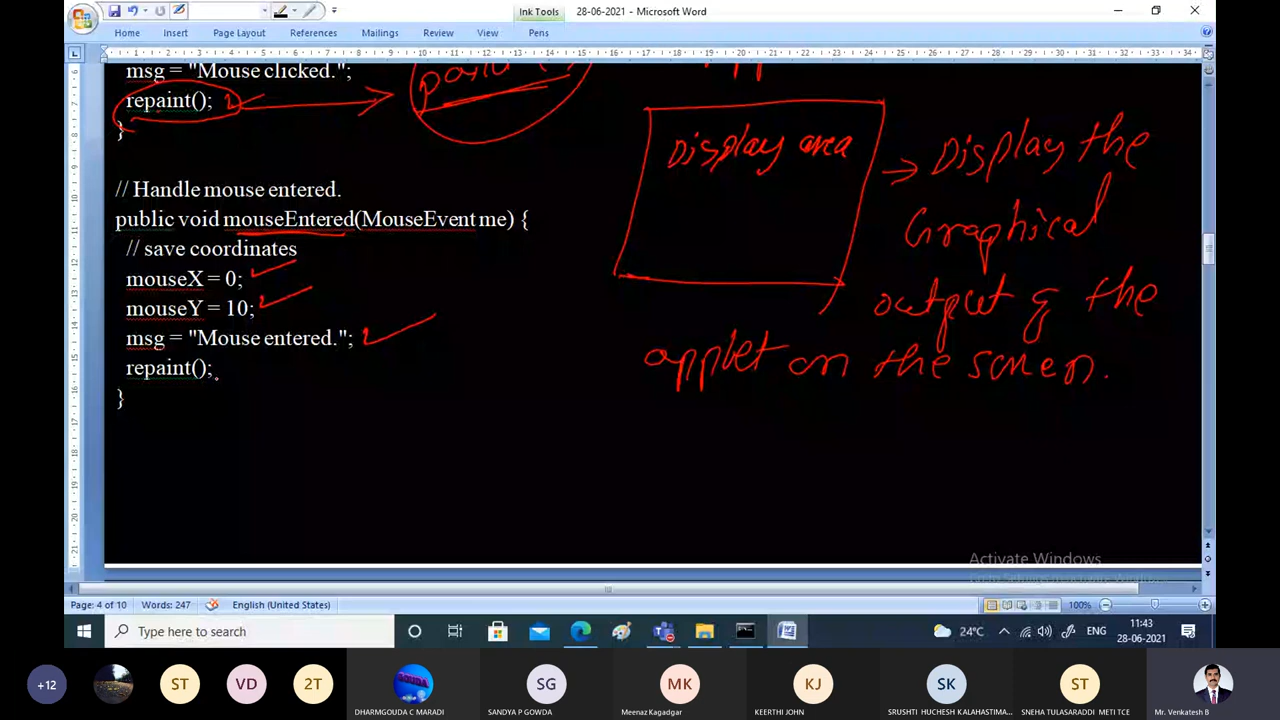 Ink Tools
28-06-2021 - Microsoft Word
Home Insert Page Layout References Mailings Review View Design Pens
msg = "Mouse clicked.";
repaint();
}
// Handle mouse entered.
public void mouseEntered(MouseEvent me) {
// save coordinates
mouseX = 0;
mouseY = 10;
msg = "Mouse entered.";
repaint();
}
Display area
Display the
Graphical
output of the
applet on the screen.
Activate Windows
Page: 4 of 10 Words: 247 English (United States) 100%
Type here to search
24°C ENG 11:43
28-06-2021
+12 ST VD 2T SG MK KJ SK ST
DHARMGOUDA C MARADI SANDYA P GOWDA Meenaz Kagadgar KEERTHI JOHN SRUSHTI HUCHESH KALAHASTIMA... SNEHA TULASARADDI METI TCE Mr. Venkatesh B